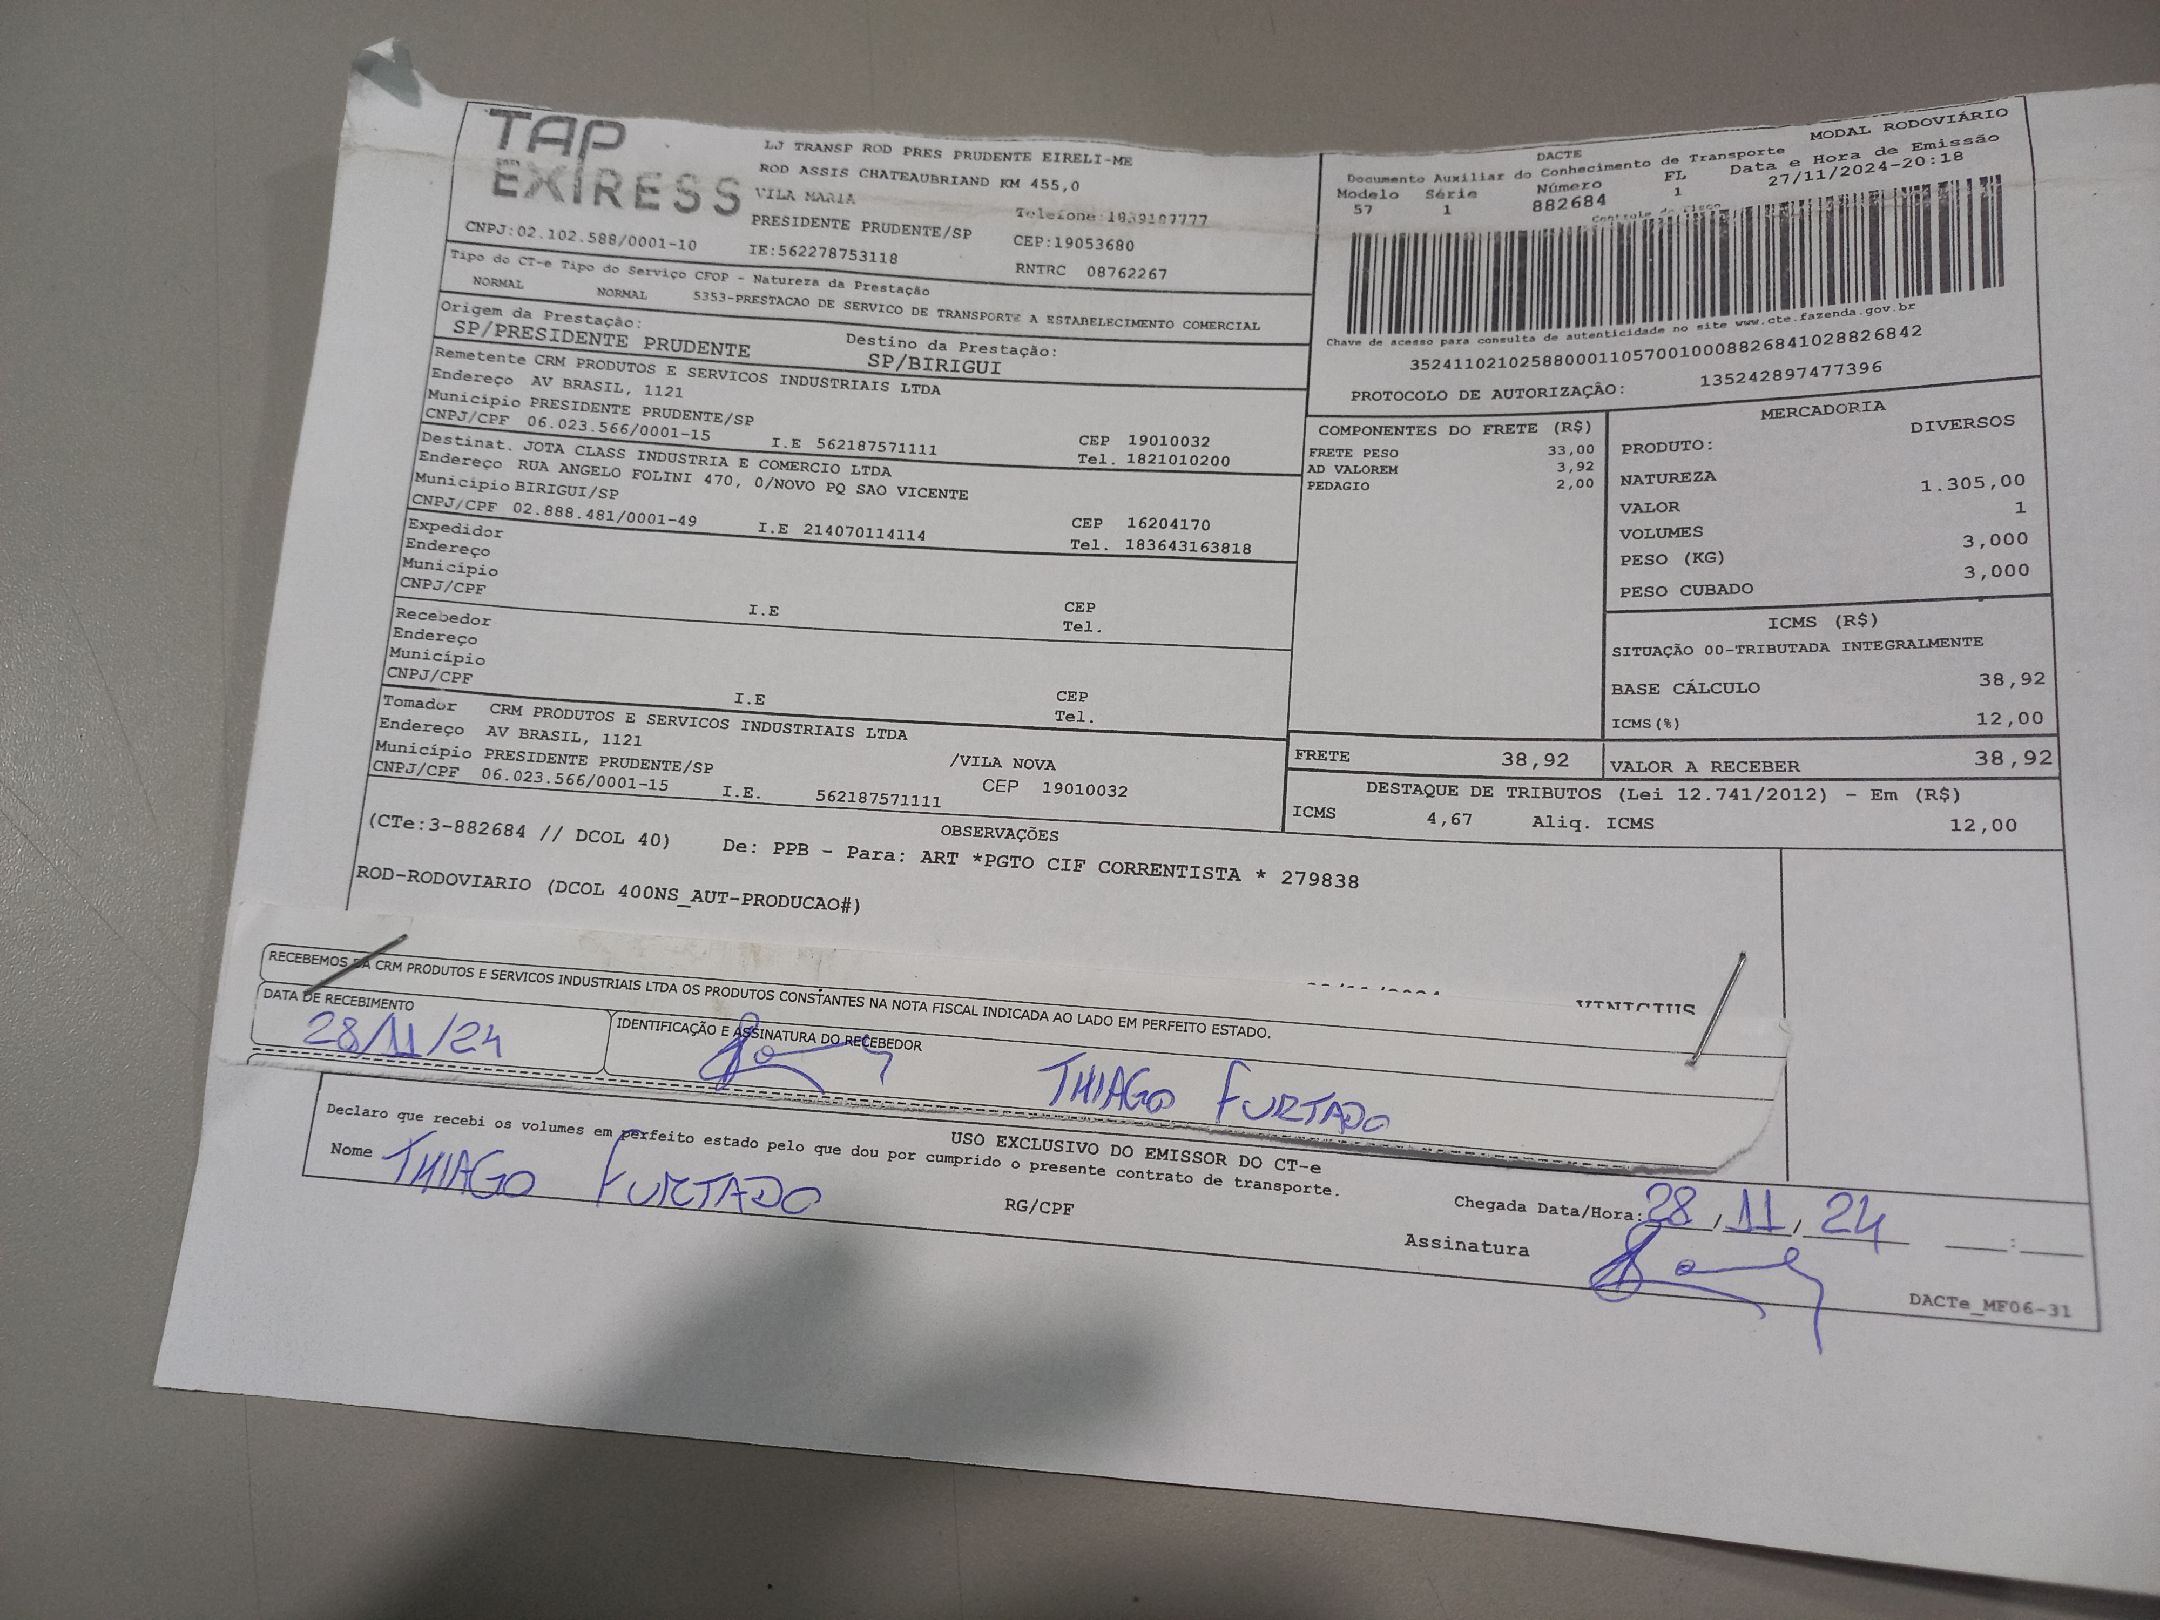 TAP
EXPRESS
LJ TRANSP ROD PRES PRUDENTE EIRELI-ME
ROD ASSIS CHATEAUBRIAND KM 455,0
VILA MARIA
Telefone:1839107777
PRESIDENTE PRUDENTE/SP CEP:19053680
CNPJ:02.102.588/0001-10 IE:562278753118 RNTRC 08762267
Tipo do CT-e Tipo do Serviço CFOP - Natureza da Prestação
NORMAL NORMAL 5353-PRESTACAO DE SERVICO DE TRANSPORTE A ESTABELECIMENTO COMERCIAL
Origem da Prestação: Destino da Prestação:
SP/PRESIDENTE PRUDENTE SP/BIRIGUI
DACTE MODAL RODOVIÁRIO
Documento Auxiliar do Conhecimento de Transporte
Modelo Série Número FL Data e Hora de Emissão
57 1 882684 1 27/11/2024-20:18
Controle do Fisco
Chave de acesso para consulta de autenticidade no site www.cte.fazenda.gov.br
35241102102588000110570010008826841028826842
PROTOCOLO DE AUTORIZAÇÃO: 135242897477396
Remetente CRM PRODUTOS E SERVICOS INDUSTRIAIS LTDA
Endereço AV BRASIL, 1121
Município PRESIDENTE PRUDENTE/SP CEP 19010032
CNPJ/CPF 06.023.566/0001-15 I.E 562187571111 Tel. 1821010200
Destinat. JOTA CLASS INDUSTRIA E COMERCIO LTDA
Endereço RUA ANGELO FOLINI 470, 0/NOVO PQ SAO VICENTE
Município BIRIGUI/SP CEP 16204170
CNPJ/CPF 02.888.481/0001-49 I.E 214070114114 Tel. 183643163818
Expedidor
Endereço
Município CEP
CNPJ/CPF I.E Tel.
Recebedor
Endereço
Município CEP
CNPJ/CPF I.E Tel.
Tomador CRM PRODUTOS E SERVICOS INDUSTRIAIS LTDA
Endereço AV BRASIL, 1121 /VILA NOVA
Município PRESIDENTE PRUDENTE/SP CEP 19010032
CNPJ/CPF 06.023.566/0001-15 I.E. 562187571111
COMPONENTES DO FRETE (R$)
FRETE PESO 33,00
AD VALOREM 3,92
PEDAGIO 2,00
MERCADORIA
PRODUTO: DIVERSOS
NATUREZA
VALOR 1.305,00
VOLUMES 1
PESO (KG) 3,000
PESO CUBADO 3,000
ICMS (R$)
SITUAÇÃO 00-TRIBUTADA INTEGRALMENTE
BASE CÁLCULO 38,92
ICMS(%) 12,00
FRETE 38,92 VALOR A RECEBER 38,92
DESTAQUE DE TRIBUTOS (Lei 12.741/2012) - Em (R$)
ICMS 4,67 Aliq. ICMS 12,00
OBSERVAÇÕES
(CTe:3-882684 // DCOL 40) De: PPB - Para: ART *PGTO CIF CORRENTISTA * 279838
ROD-RODOVIARIO (DCOL 400NS_AUT-PRODUCAO#)
VINICIUS
RECEBEMOS DA CRM PRODUTOS E SERVICOS INDUSTRIAIS LTDA OS PRODUTOS CONSTANTES NA NOTA FISCAL INDICADA AO LADO EM PERFEITO ESTADO.
DATA DE RECEBIMENTO IDENTIFICAÇÃO E ASSINATURA DO RECEBEDOR
28/11/24 THIAGO FURTADO
USO EXCLUSIVO DO EMISSOR DO CT-e
Declaro que recebi os volumes em perfeito estado pelo que dou por cumprido o presente contrato de transporte.
Nome THIAGO FURTADO RG/CPF Chegada Data/Hora: 28/11/24 :
Assinatura
DACTe_MF06-31